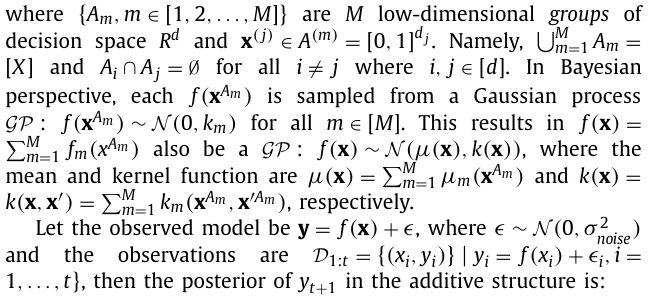 where {A_m, m ∈ [1, 2, ..., M]} are M low-dimensional groups of
decision space R^d and x^(j) ∈ A^(m) = [0, 1]^{d_j}. Namely, ⋃_{m=1}^M A_m =
[X] and A_i ∩ A_j = ∅ for all i ≠ j where i, j ∈ [d]. In Bayesian
perspective, each f(x^{A_m}) is sampled from a Gaussian process
GP : f(x^{A_m}) ∼ N(0, k_m) for all m ∈ [M]. This results in f(x) =
∑_{m=1}^M f_m(x^{A_m}) also be a GP : f(x) ∼ N(μ(x), k(x)), where the
mean and kernel function are μ(x) = ∑_{m=1}^M μ_m(x^{A_m}) and k(x) =
k(x, x′) = ∑_{m=1}^M k_m(x^{A_m}, x′^{A_m}), respectively.
Let the observed model be y = f(x) + ϵ, where ϵ ∼ N(0, σ²_{noise})
and the observations are D_{1:t} = {(x_i, y_i)} | y_i = f(x_i) + ϵ_i, i =
1, ..., t}, then the posterior of y_{t+1} in the additive structure is: